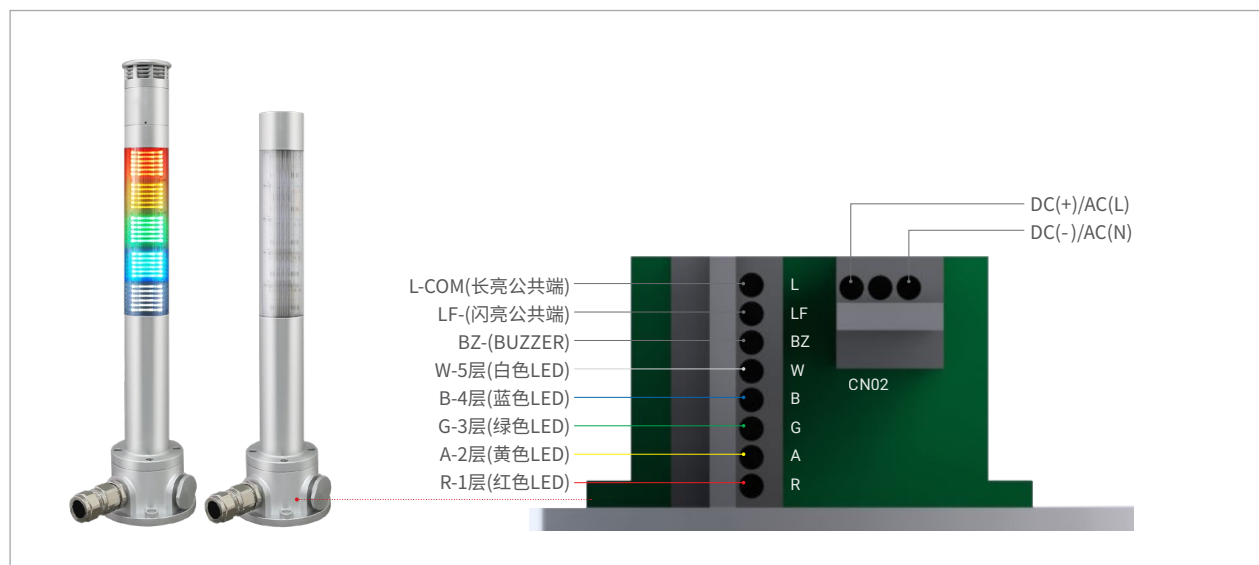 DC(+)/AC(L)
DC(-)/AC(N)
L-COM(长亮公共端)
LF-(闪亮公共端)
BZ-(BUZZER)
W-5层(白色LED)
B-4层(蓝色LED)
G-3层(绿色LED)
A-2层(黄色LED)
R-1层(红色LED)
L
LF
BZ
W
B
G
A
R
CN02